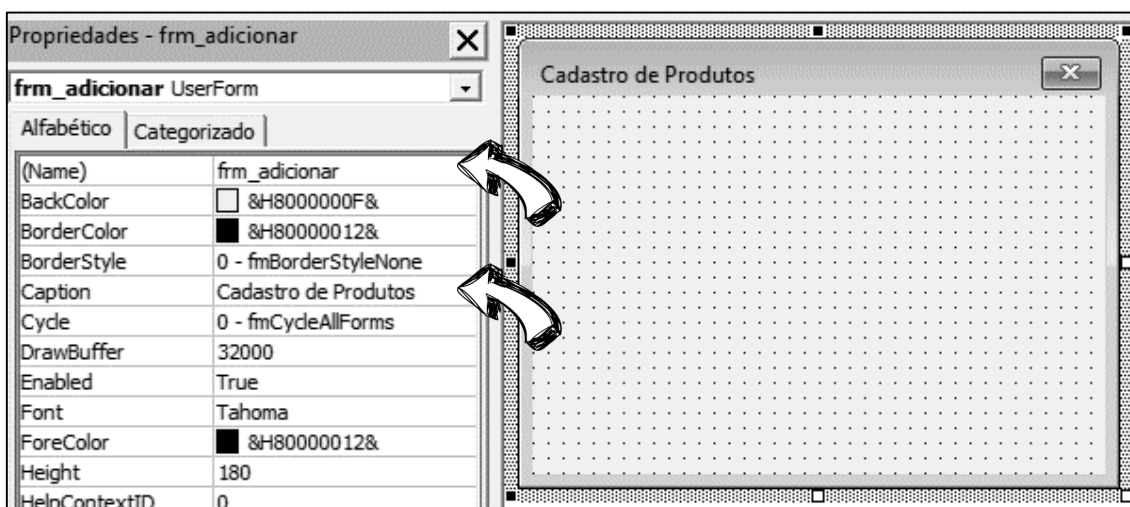 Propriedades - frm_adicionar
frm_adicionar UserForm
Alfabético Categorizado
(Name) frm_adicionar
BackColor &H8000000F&
BorderColor &H80000012&
BorderStyle 0 - fmBorderStyleNone
Caption Cadastro de Produtos
Cycle 0 - fmCycleAllForms
DrawBuffer 32000
Enabled True
Font Tahoma
ForeColor &H80000012&
Height 180
HelpContextID 0
Cadastro de Produtos